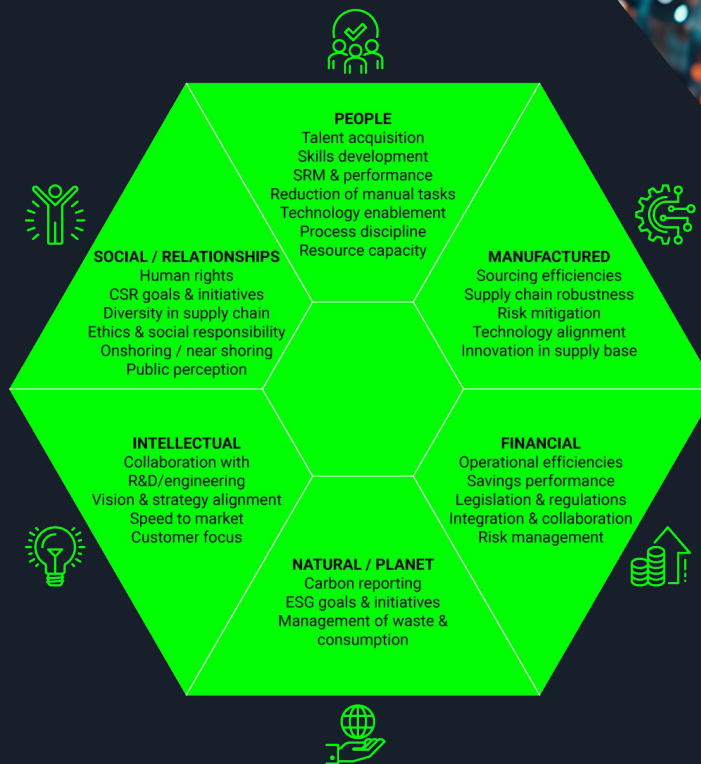 PEOPLE
Talent acquisition
Skills development
SRM & performance
Reduction of manual tasks
Technology enablement
Process discipline
Resource capacity
SOCIAL / RELATIONSHIPS
Human rights
CSR goals & initiatives
Diversity in supply chain
Ethics & social responsibility
Onshoring / near shoring
Public perception
MANUFACTURED
Sourcing efficiencies
Supply chain robustness
Risk mitigation
Technology alignment
Innovation in supply base
INTELLECTUAL
Collaboration with
R&D/engineering
Vision & strategy alignment
Speed to market
Customer focus
FINANCIAL
Operational efficiencies
Savings performance
Legislation & regulations
Integration & collaboration
Risk management
NATURAL / PLANET
Carbon reporting
ESG goals & initiatives
Management of waste &
consumption